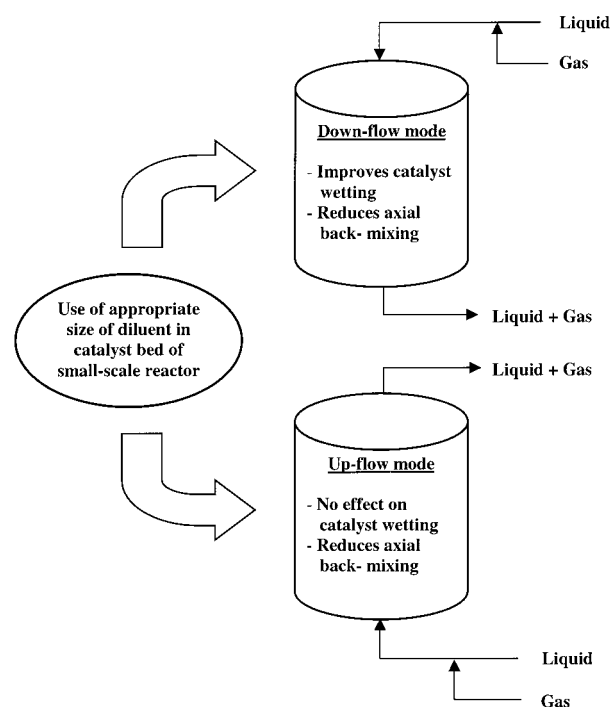 Liquid
Gas
Down-flow mode
- Improves catalyst
wetting
- Reduces axial
back- mixing
Liquid + Gas
Use of appropriate
size of diluent in
catalyst bed of
small-scale reactor
Liquid + Gas
Up-flow mode
- No effect on
catalyst wetting
- Reduces axial
back- mixing
Liquid
Gas